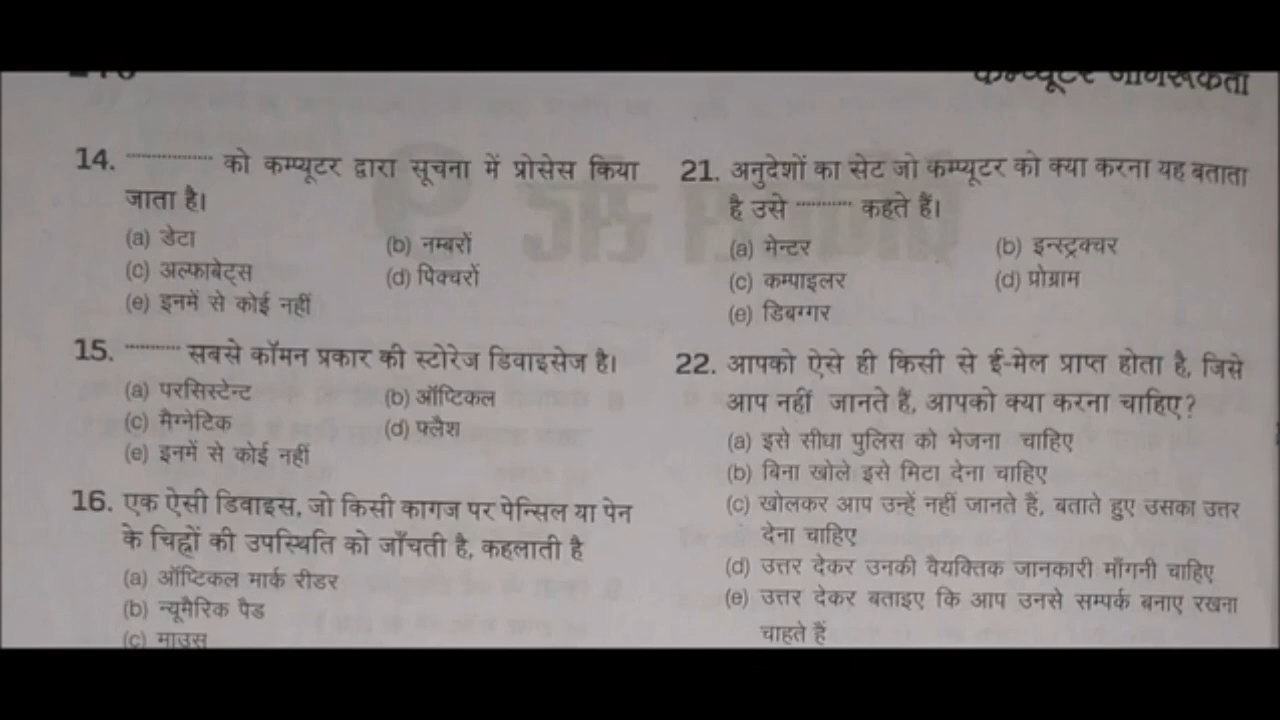 कम्प्यूटर जागरूकता
14. ············ को कम्प्यूटर द्वारा सूचना में प्रोसेस किया
जाता है।
(a) डेटा
(b) नम्बरों
(c) अल्फाबेट्स
(d) पिक्चरों
(e) इनमें से कोई नहीं
15. ············ सबसे कॉमन प्रकार की स्टोरेज डिवाइसेज है।
(a) परसिस्टेन्ट
(b) ऑप्टिकल
(c) मैग्नेटिक
(d) फ्लैश
(e) इनमें से कोई नहीं
16. एक ऐसी डिवाइस, जो किसी कागज पर पेन्सिल या पेन
के चिह्नों की उपस्थिति को जाँचती है, कहलाती है
(a) ऑप्टिकल मार्क रीडर
(b) न्यूमैरिक पैड
(c) माउस
21. अनुदेशों का सेट जो कम्प्यूटर को क्या करना यह बताता
है उसे ············ कहते हैं।
(a) मेन्टर
(b) इन्स्ट्रक्चर
(c) कम्पाइलर
(d) प्रोग्राम
(e) डिबग्गर
22. आपको ऐसे ही किसी से ई-मेल प्राप्त होता है, जिसे
आप नहीं जानते हैं, आपको क्या करना चाहिए?
(a) इसे सीधा पुलिस को भेजना चाहिए
(b) बिना खोले इसे मिटा देना चाहिए
(c) खोलकर आप उन्हें नहीं जानते हैं, बताते हुए उसका उत्तर
देना चाहिए
(d) उत्तर देकर उनकी वैयक्तिक जानकारी माँगनी चाहिए
(e) उत्तर देकर बताइए कि आप उनसे सम्पर्क बनाए रखना
चाहते हैं